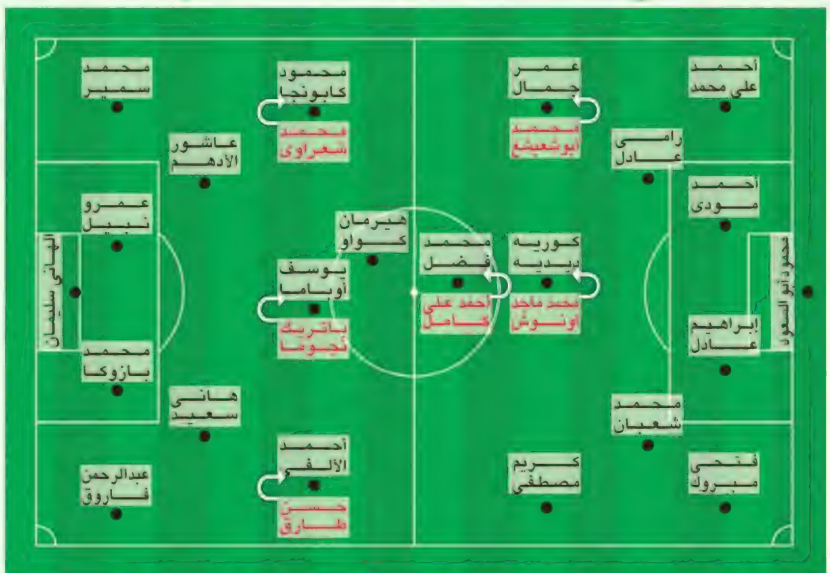 أحمد
على محمد
عمر
جمال
محمد
أبوشعيشع
محمود
كابونجا
محمد
شعراوى
محمد
سمير
رامى
عادل
عاشور
الأدهم
أحمد
مودى
عمرو
نبيل
محمود أبو السعود
الهانى سليمان
كوريه
ديديه
محمد ماجد
أونوش
محمد
فضل
أحمد على
كامل
هيرمان
كواو
يوسف
أوباما
باتريك
نجوما
إبراهيم
عادل
محمد
بازوكا
محمد
شعبان
هانى
سعيد
فتحى
مبروك
كريم
مصطفى
أحمد
الألفى
حسن
طارق
عبدالرحمن
فاروق